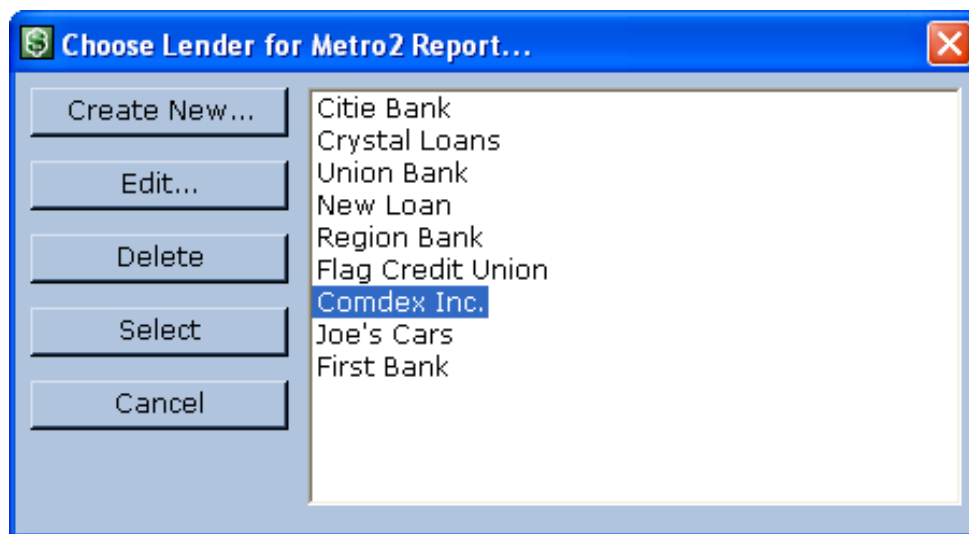 Choose Lender for Metro2 Report...
Create New...
Edit...
Delete
Select
Cancel
Citie Bank
Crystal Loans
Union Bank
New Loan
Region Bank
Flag Credit Union
Comdex Inc.
Joe's Cars
First Bank